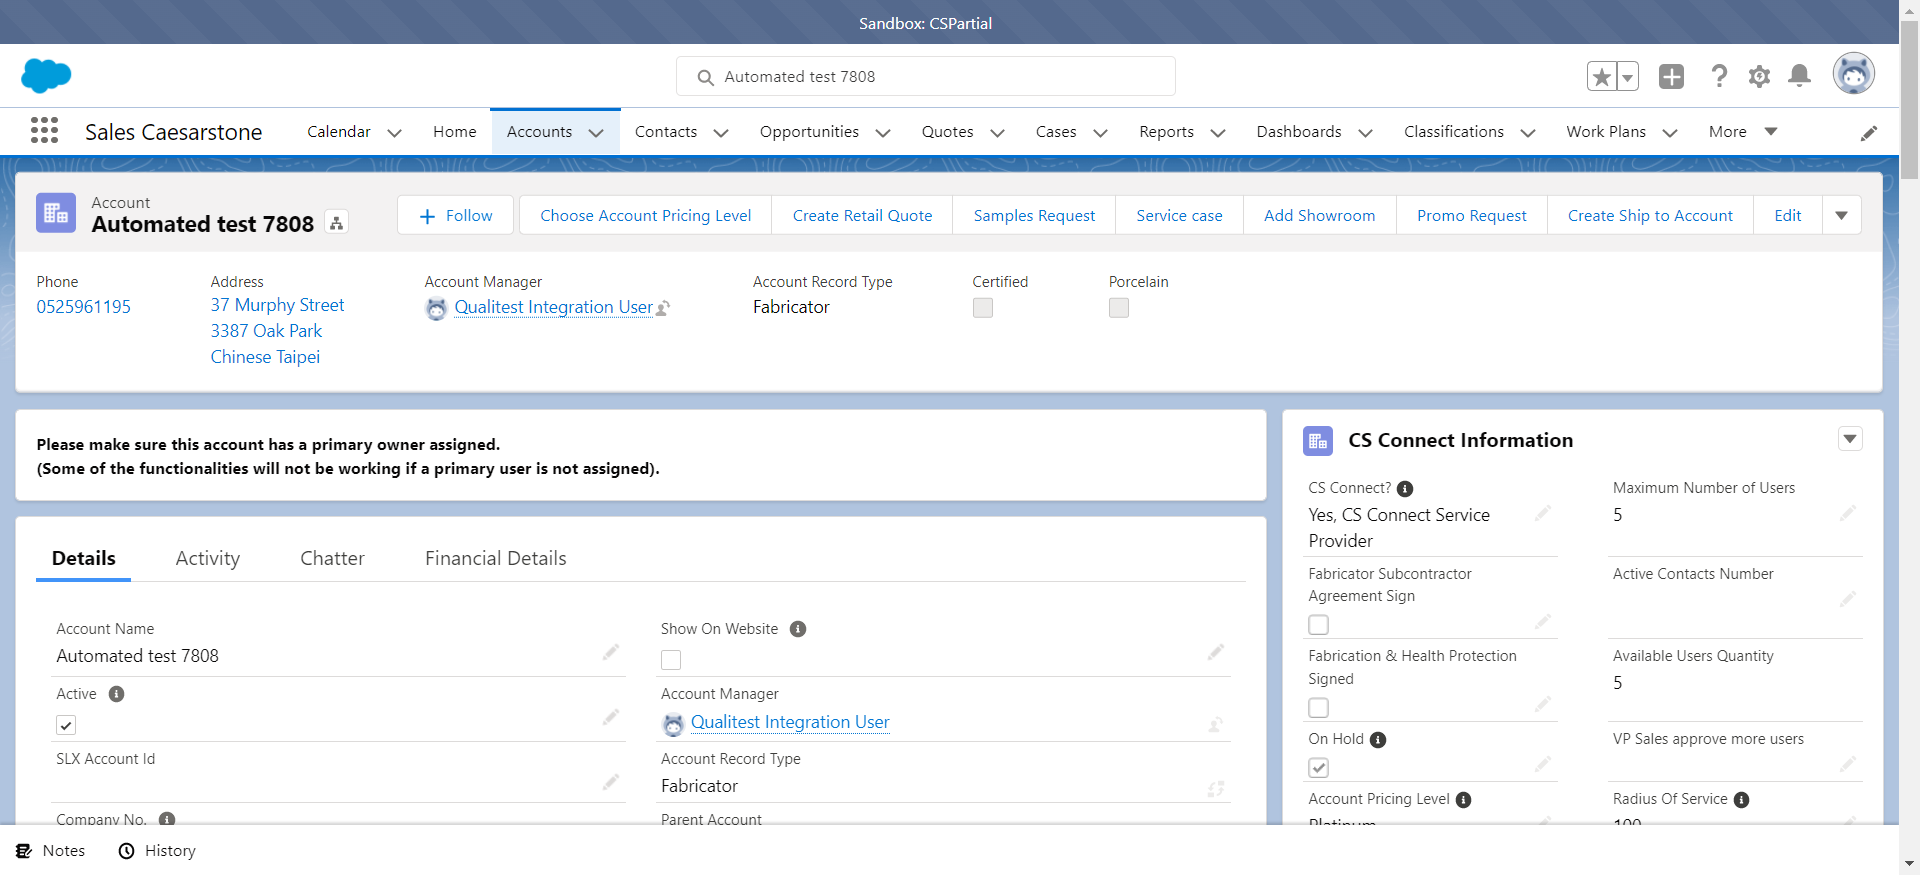 Sandbox: CSPartial
Automated test 7808
Sales Caesarstone
Calendar
Home
Accounts
Contacts
Opportunities
Quotes
Cases
Reports
Dashboards
Classifications
Work Plans
More
Account
Automated test 7808
Follow
Choose Account Pricing Level
Create Retail Quote
Samples Request
Service case
Add Showroom
Promo Request
Create Ship to Account
Edit
Phone
0525961195
Address
37 Murphy Street
3387 Oak Park
Chinese Taipei
Account Manager
Qualitest Integration User
Account Record Type
Fabricator
Certified
Porcelain
Please make sure this account has a primary owner assigned.
(Some of the functionalities will not be working if a primary user is not assigned).
Details
Activity
Chatter
Financial Details
Account Name
Automated test 7808
Show On Website
Active
Account Manager
Qualitest Integration User
SLX Account Id
Account Record Type
Fabricator
Company No.
Parent Account
CS Connect Information
CS Connect?
Yes, CS Connect Service
Provider
Maximum Number of Users
5
Fabricator Subcontractor
Agreement Sign
Active Contacts Number
Fabrication & Health Protection
Signed
Available Users Quantity
5
On Hold
VP Sales approve more users
Account Pricing Level
Platinum
Radius Of Service
100
Notes
History